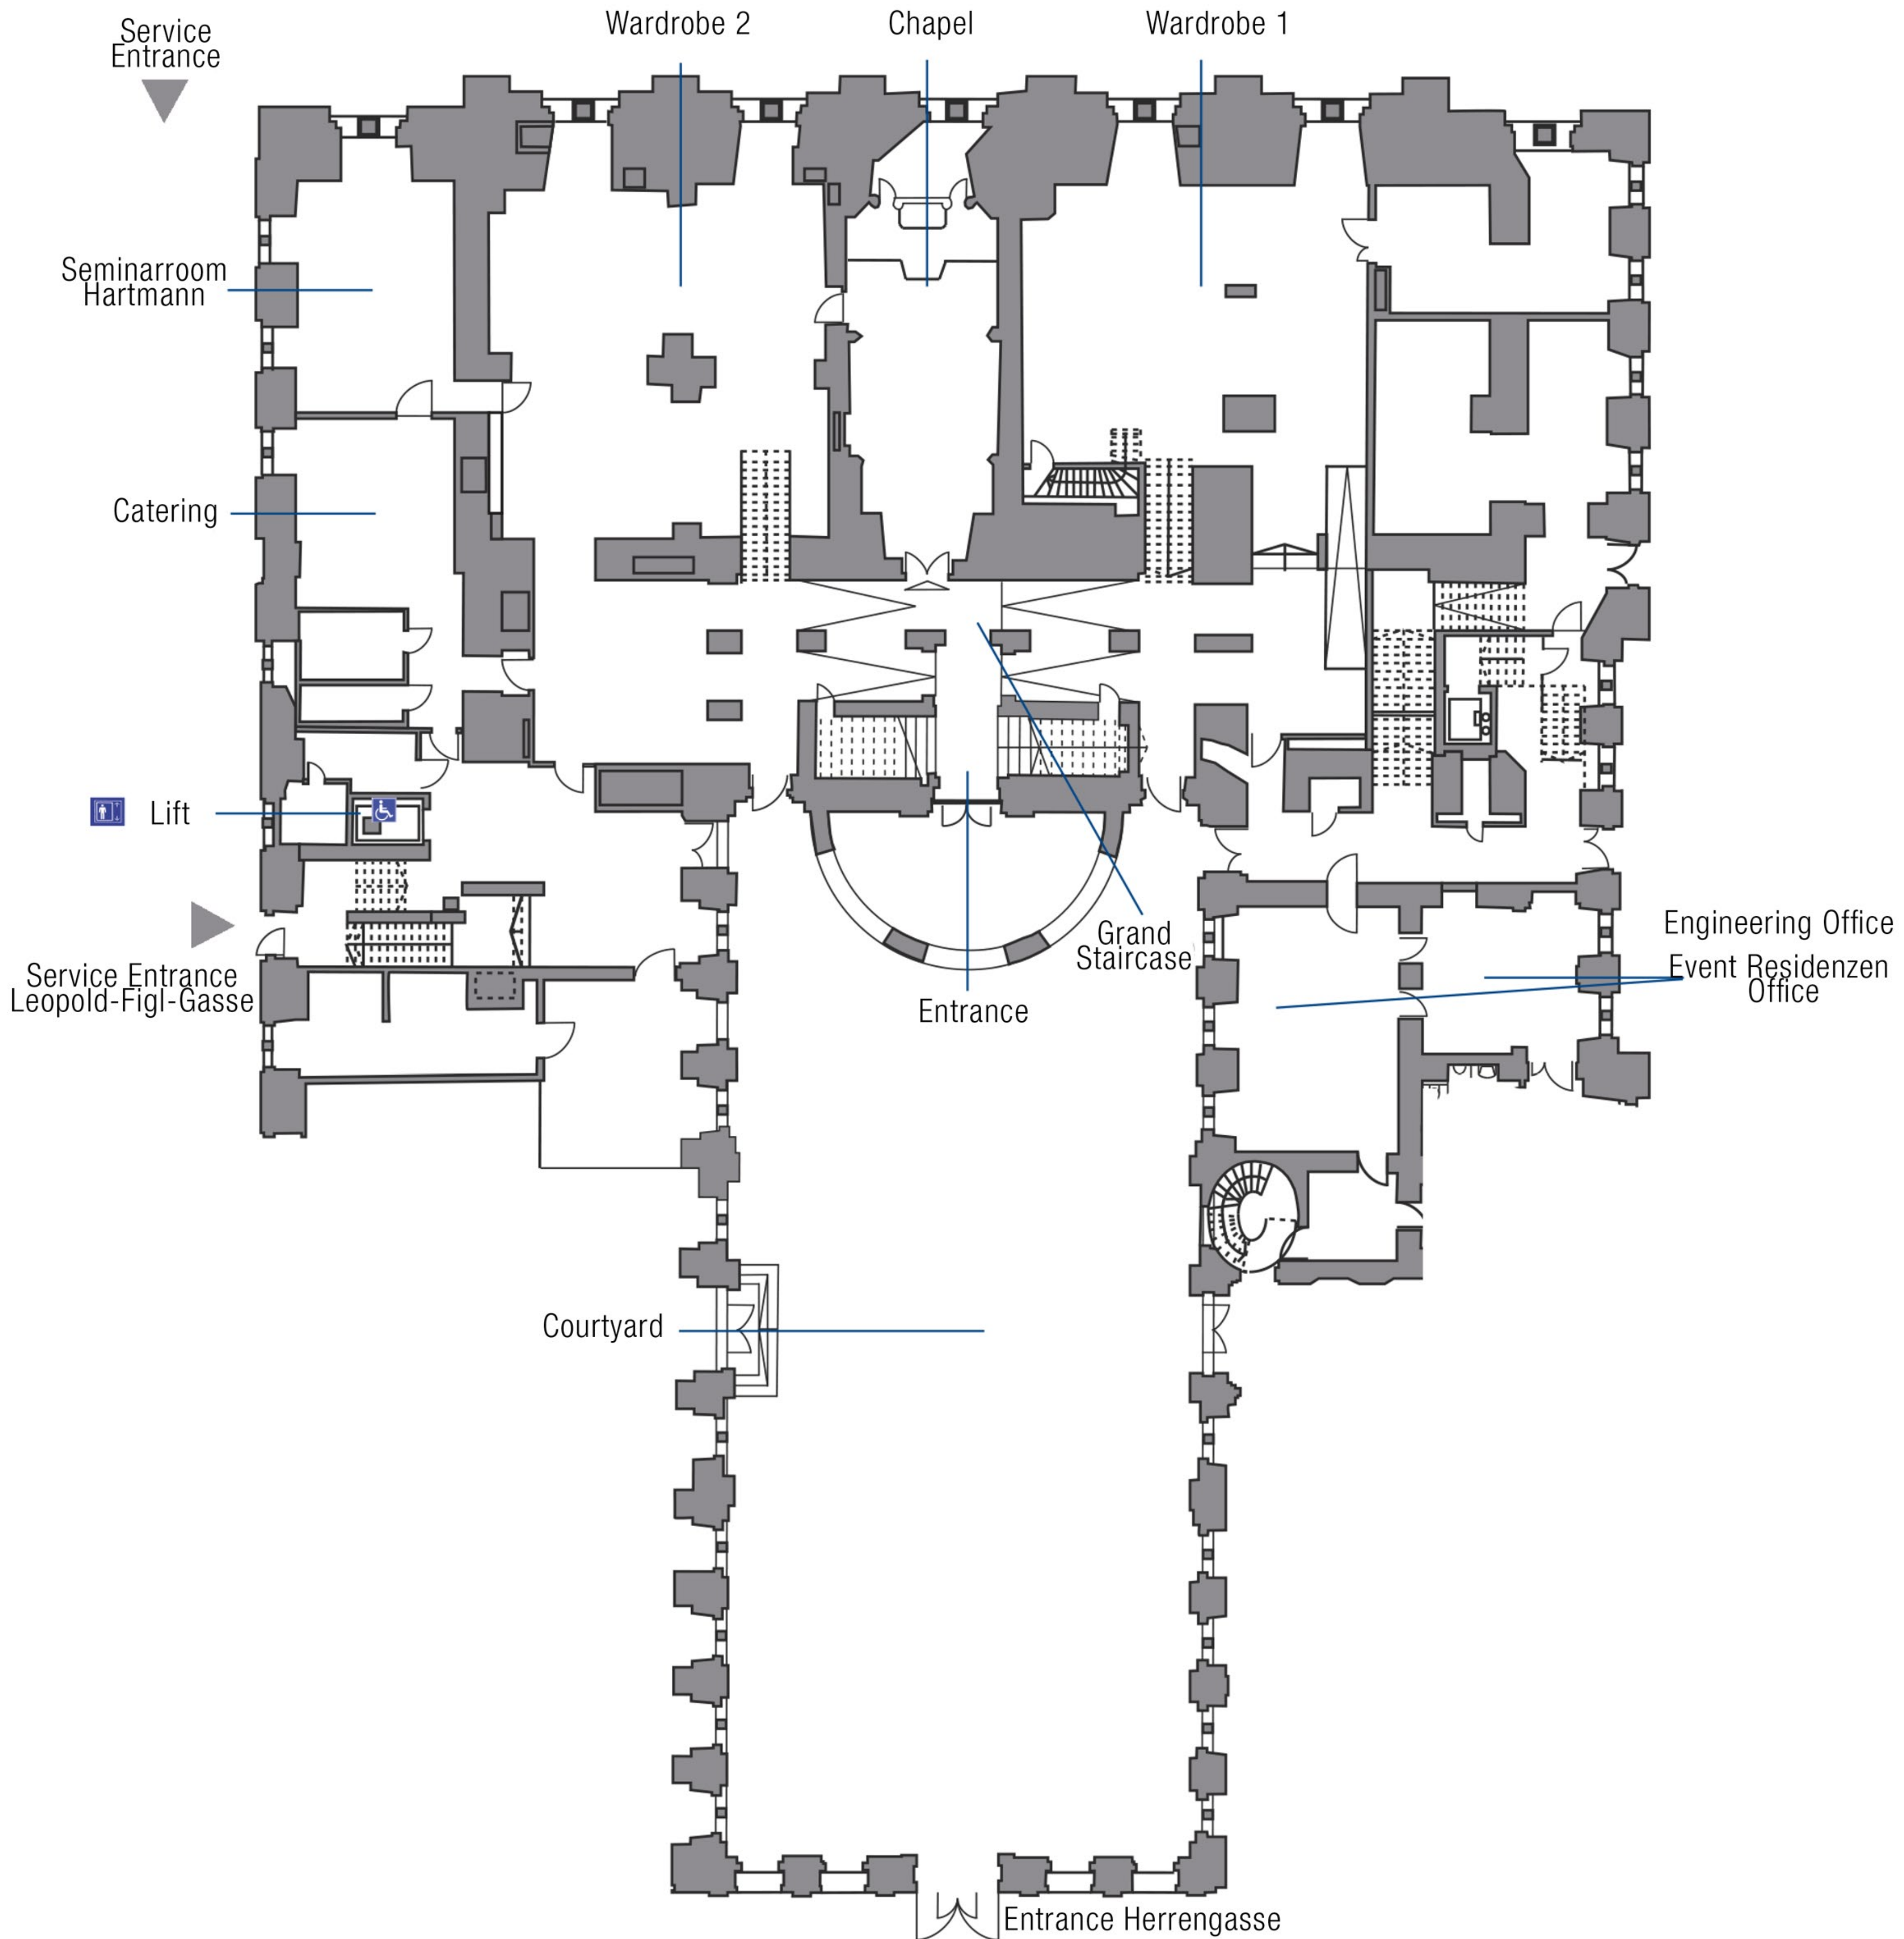 Service
Entrance
Wardrobe 2
Chapel
Wardrobe 1
Seminarroom
Hartmann
Catering
Lift
Service Entrance
Leopold-Figl-Gasse
Grand
Staircase
Entrance
Engineering Office
Event Residenzen
Office
Courtyard
Entrance Herrengasse